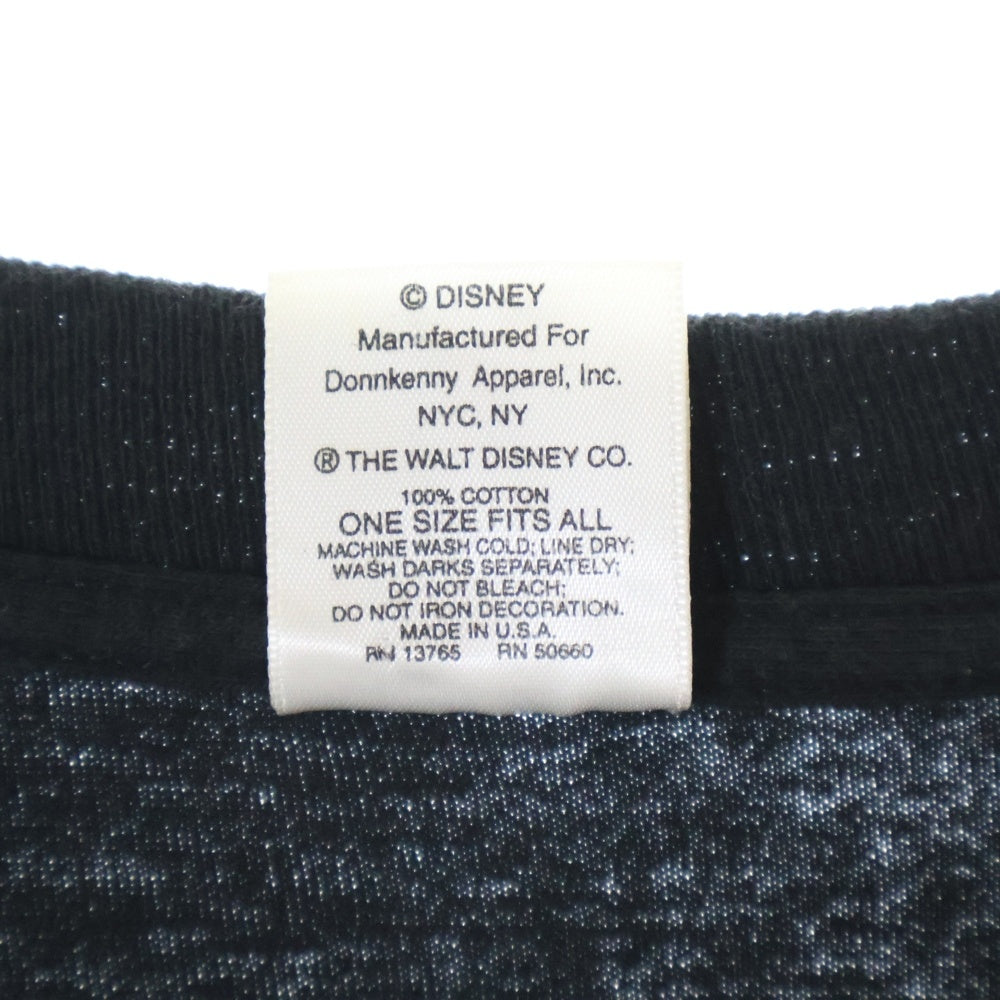 © DISNEY
Manufactured For
Donnkenny Apparel, Inc.
NYC, NY
® THE WALT DISNEY CO.
100% COTTON
ONE SIZE FITS ALL
MACHINE WASH COLD; LINE DRY;
WASH DARKS SEPARATELY;
DO NOT BLEACH;
DO NOT IRON DECORATION.
MADE IN U.S.A.
RN 13765 RN 50660